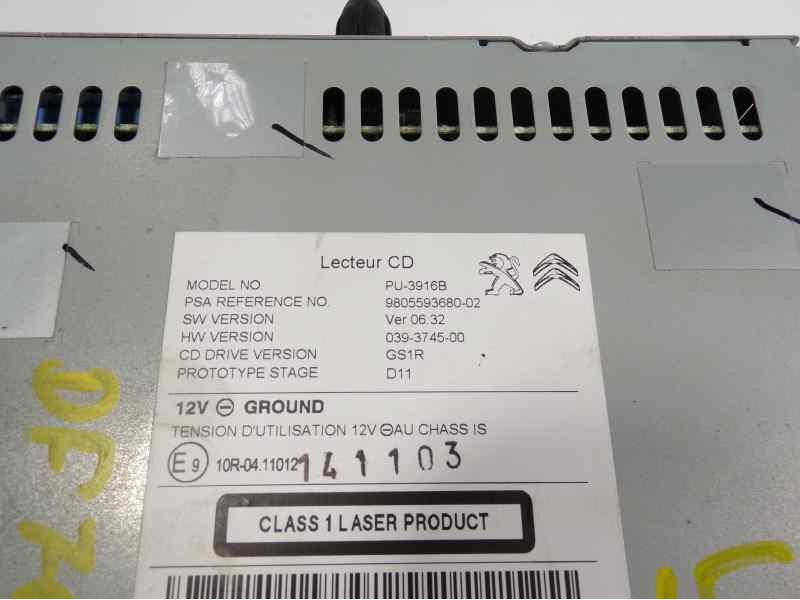 Lecteur CD
MODEL NO. PU-3916B
PSA REFERENCE NO. 9805593680-02
SW VERSION Ver 06.32
HW VERSION 039-3745-00
CD DRIVE VERSION GS1R
PROTOTYPE STAGE D11
12V ⊖ GROUND
TENSION D'UTILISATION 12V ⊖AU CHASS IS
E9 10R-04.11012 141103
CLASS 1 LASER PRODUCT